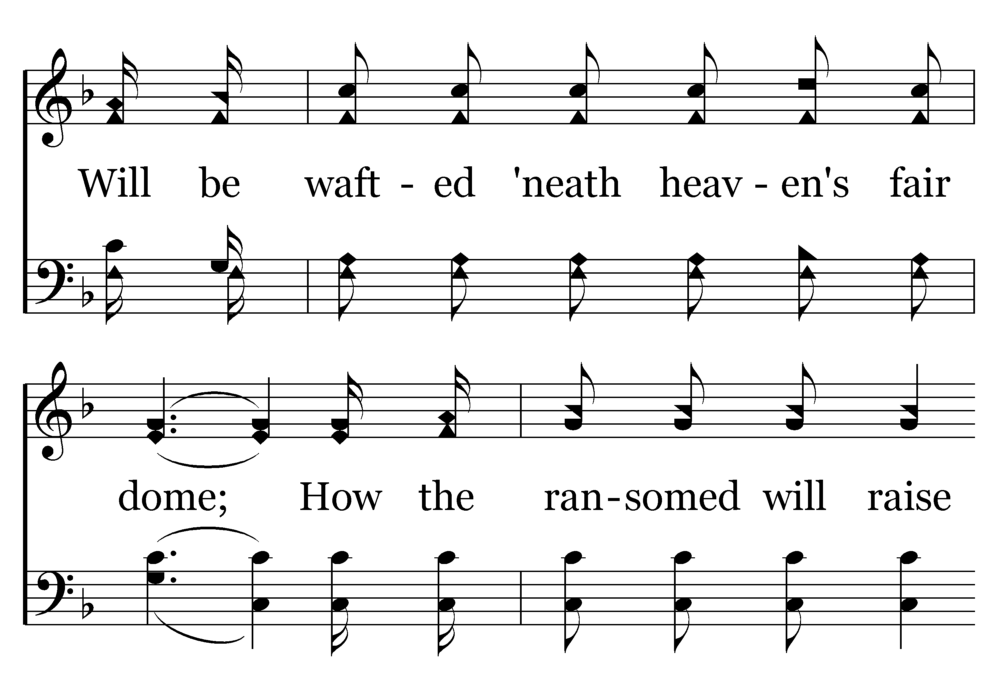 Will be waft - ed 'neath heav - en's fair
dome; How the ran - somed will raise